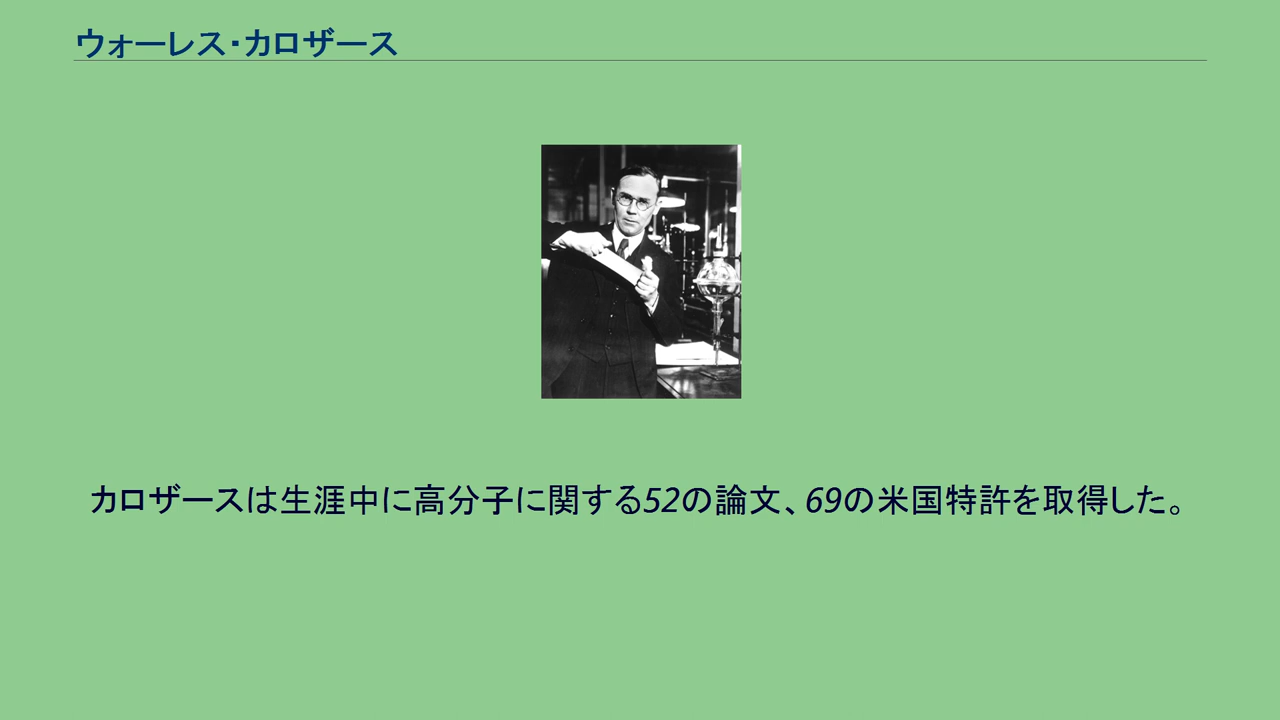 ウォーレス・カロザース
カロザースは生涯中に高分子に関する52の論文、69の米国特許を取得した。